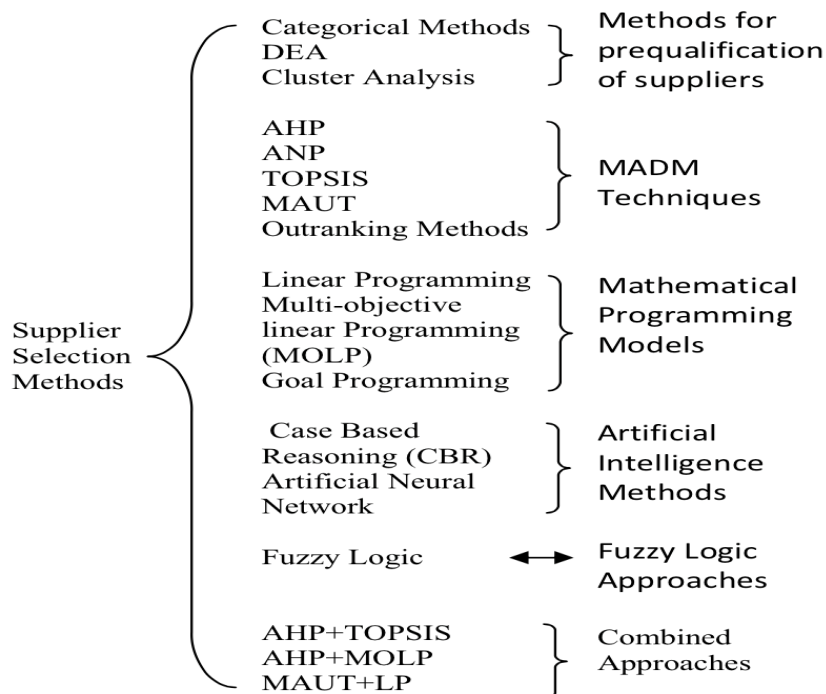 Supplier
Selection
Methods
Categorical Methods
DEA
Cluster Analysis
Methods for
prequalification
of suppliers
AHP
ANP
TOPSIS
MAUT
Outranking Methods
MADM
Techniques
Linear Programming
Multi-objective
linear Programming
(MOLP)
Goal Programming
Mathematical
Programming
Models
Case Based
Reasoning (CBR)
Artificial Neural
Network
Artificial
Intelligence
Methods
Fuzzy Logic
Fuzzy Logic
Approaches
AHP+TOPSIS
AHP+MOLP
MAUT+LP
Combined
Approaches